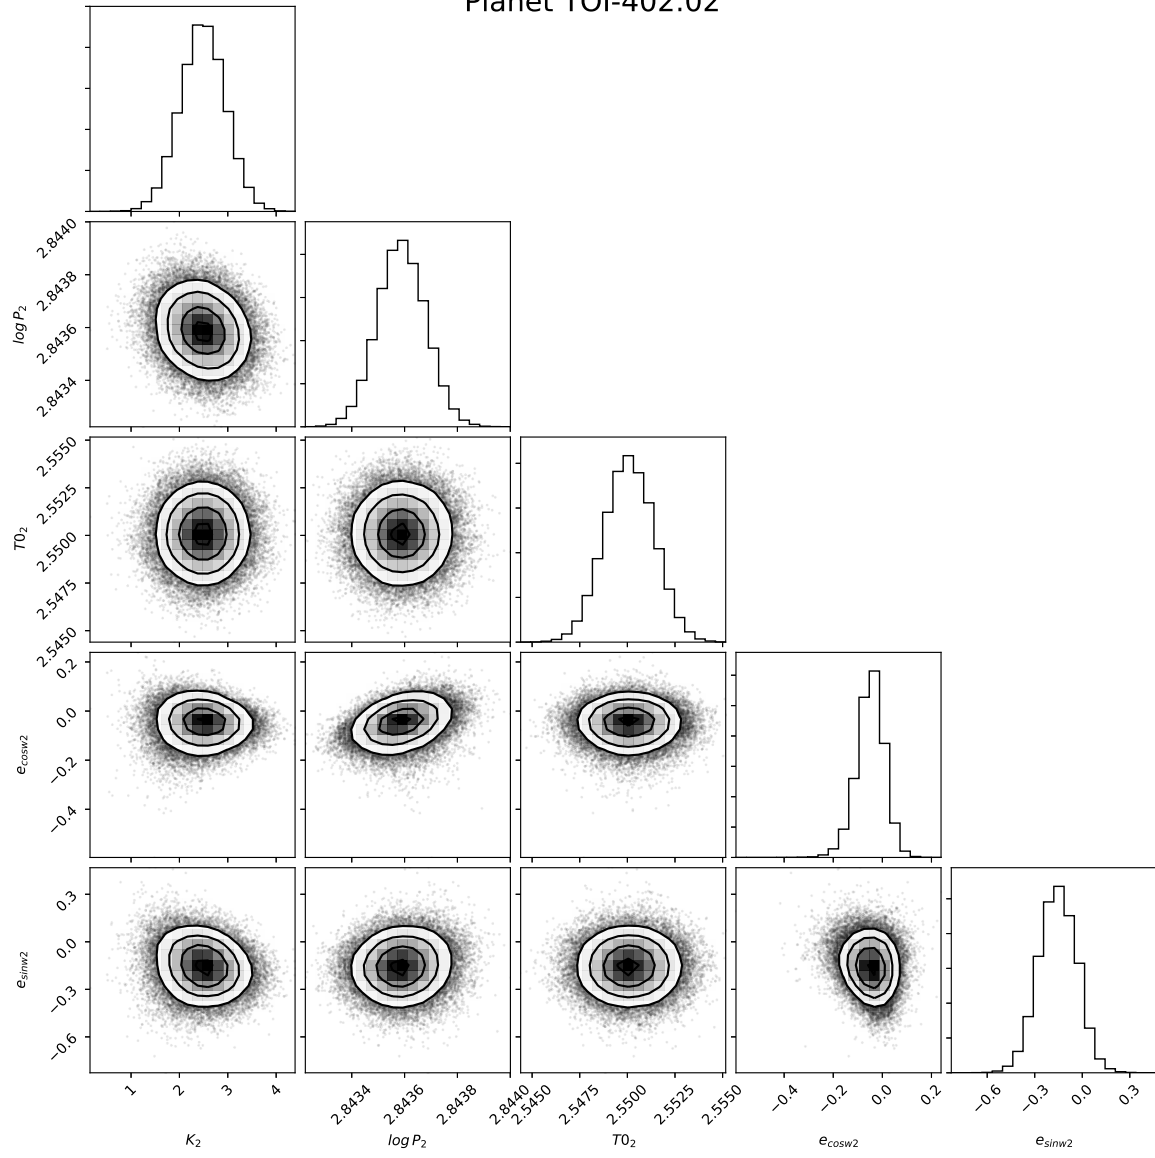 Planet TOI-402.02
2.8440
2.8438
2.8436
2.8434
log P₂
2.5550
2.5525
2.5500
2.5475
2.5450
T0₂
0.2
0.0
−0.2
−0.4
e_cosw2
0.3
0.0
−0.3
−0.6
e_sinw2
1 2 3 4
2.8434 2.8436 2.8438 2.8440
2.5450 2.5475 2.5500 2.5525 2.5550
−0.4 −0.2 0.0 0.2
−0.6 −0.3 0.0 0.3
K₂ log P₂ T0₂ e_cosw2 e_sinw2